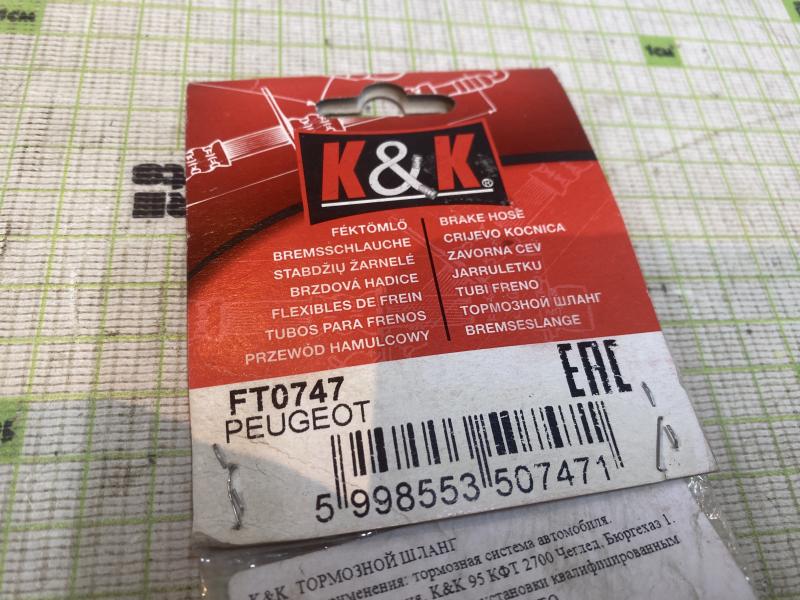 1CM
1CM
K&K®
FÉKTÖMLŐ
BREMSSCHLAUCHE
STABDŽIŲ ŽARNELĖ
BRZDOVÁ HADICE
FLEXIBLES DE FREIN
TUBOS PARA FRENOS
PRZEWÓD HAMULCOWY
BRAKE HOSE
CRIJEVO KOCNICA
ZAVORNA CEV
JARRULETKU
TUBI FRENO
ТОРМОЗНОЙ ШЛАНГ
BREMSESLANGE
FT0747
PEUGEOT
EAC
5 998553 507471
K&K ТОРМОЗНОЙ ШЛАНГ
тормозная система автомобиля.
K&K 95 КФТ 2700 Чеглед, Бюргехаз 1.
квалифицированным